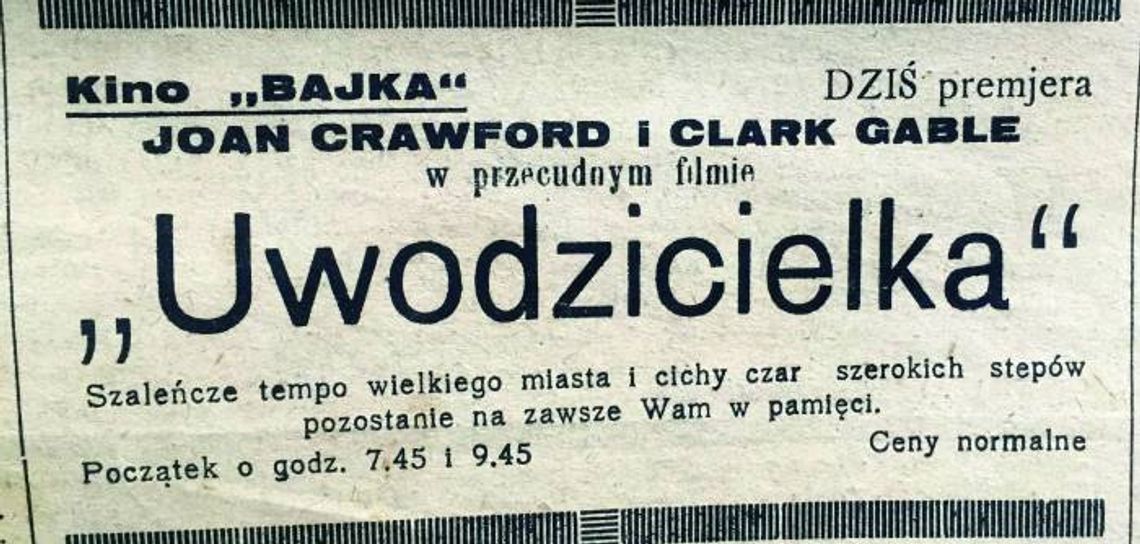 Kino „BAJKA“ DZIŚ premjera
JOAN CRAWFORD i CLARK GABLE
w przecudnym filmie
„Uwodzicielka“
Szaleńcze tempo wielkiego miasta i cichy czar szerokich stepów
pozostanie na zawsze Wam w pamięci.
Początek o godz. 7.45 i 9.45 Ceny normalne